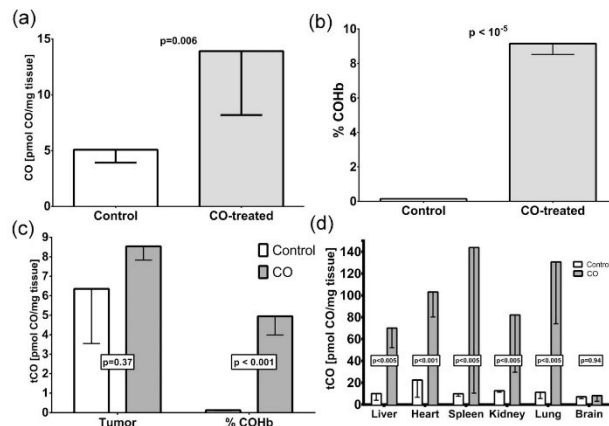 (a)
p=0.006
CO [pmol CO/mg tissue]
15
10
5
0
Control
CO-treated
(b)
p < 10-5
% COHb
10
8
6
4
2
0
Control
CO-treated
(c)
Control
CO
tCO [pmol CO/mg tissue]
9
8
7
6
5
4
3
2
1
0
p=0.37
p < 0.001
Tumor
% COHb
(d)
Control
CO
tCO [pmol CO/mg tissue]
140
120
100
80
60
40
20
0
p<0.005
p<0.001
p<0.005
p<0.005
p<0.005
p=0.94
Liver
Heart
Spleen
Kidney
Lung
Brain